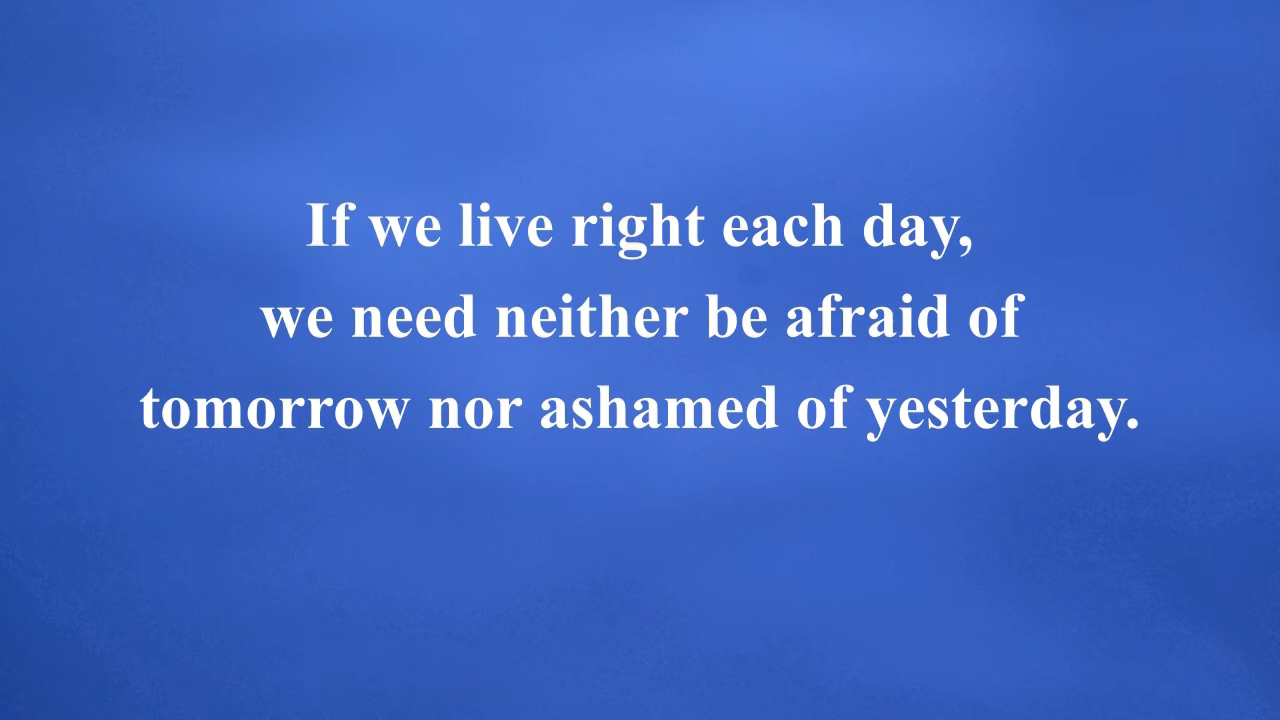 If we live right each day,
we need neither be afraid of
tomorrow nor ashamed of yesterday.